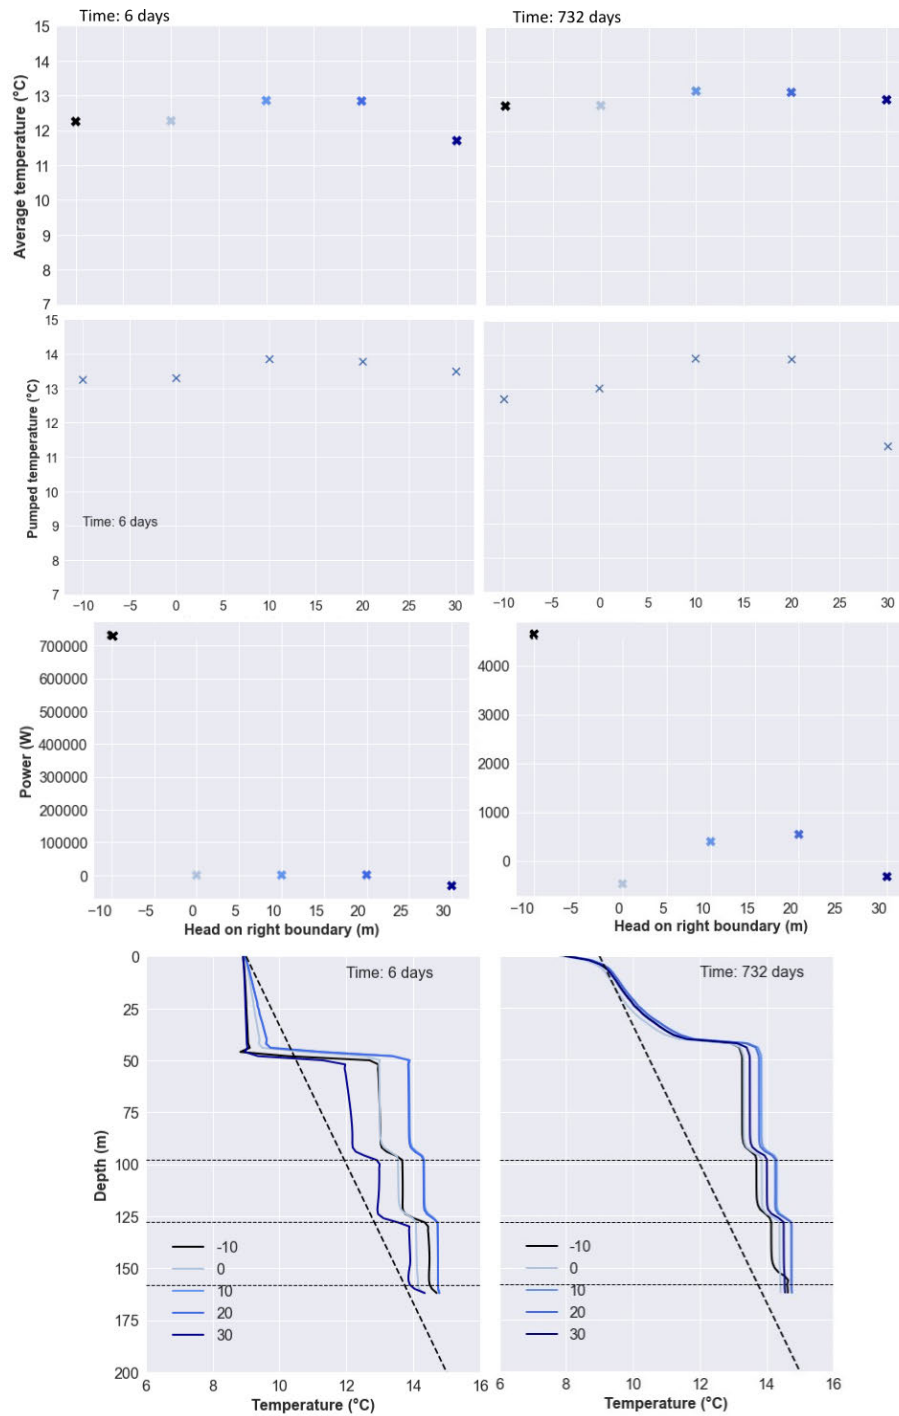 Time: 6 days
Time: 732 days
Average temperature (°C)
15
15
13
12
11
10
9
8
7
Pumped temperature (°C)
15
14
13
12
11
10
9
8
7
Time: 6 days
−10 −5 0 5 10 15 20 25 30
−10 −5 0 5 10 15 20 25 30
Power (W)
700000
600000
500000
400000
300000
200000
100000
0
−10 −5 0 5 10 15 20 25 30
Head on right boundary (m)
4000
3000
2000
1000
0
−10 −5 0 5 10 15 20 25 30
Head on right boundary (m)
Depth (m)
0
25
50
75
100
125
150
175
200
Time: 6 days
-10
0
10
20
30
6 8 10 12 14 16
Temperature (°C)
Time: 732 days
-10
0
10
20
30
6 8 10 12 14 16
Temperature (°C)